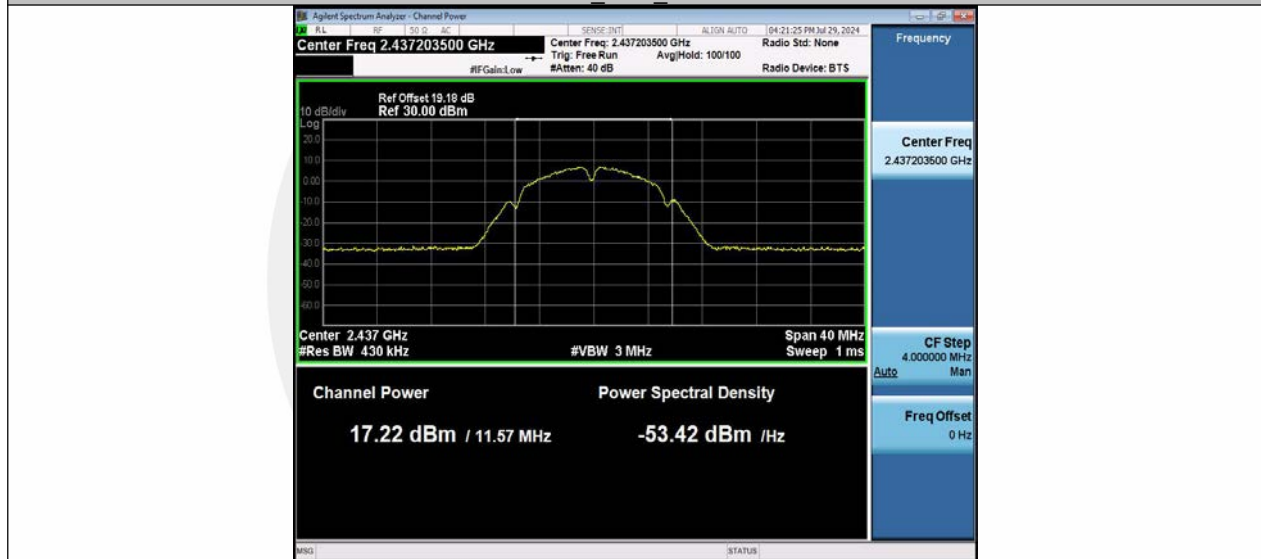 Agilent Spectrum Analyzer - Channel Power
RL RF 50 Ω AC SENSE:INT ALIGN AUTO 04:21:25 PM Jul 29, 2024
Center Freq 2.437203500 GHz
Center Freq: 2.437203500 GHz Radio Std: None
Trig: Free Run Avg|Hold: 100/100
#IFGain:Low #Atten: 40 dB Radio Device: BTS
Frequency
Ref Offset 19.18 dB
10 dB/div Ref 30.00 dBm
Log
20.0
10.0
0.00
-10.0
-20.0
-30.0
-40.0
-50.0
-60.0
Center 2.437 GHz Span 40 MHz
#Res BW 430 kHz #VBW 3 MHz Sweep 1 ms
Channel Power Power Spectral Density
17.22 dBm / 11.57 MHz -53.42 dBm /Hz
Center Freq
2.437203500 GHz
CF Step
4.000000 MHz
Auto Man
Freq Offset
0 Hz
MSG STATUS